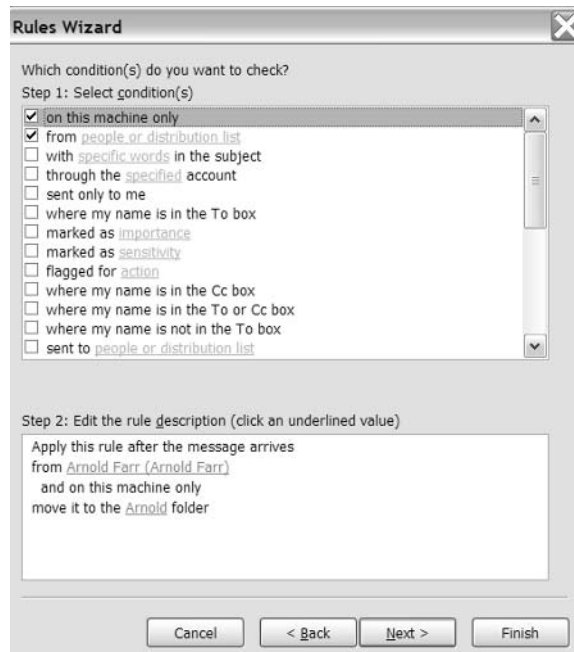 Rules Wizard
Which condition(s) do you want to check?
Step 1: Select condition(s)
on this machine only
from people or distribution list
with specific words in the subject
through the specified account
sent only to me
where my name is in the To box
marked as importance
marked as sensitivity
flagged for action
where my name is in the Cc box
where my name is in the To or Cc box
where my name is not in the To box
sent to people or distribution list
Step 2: Edit the rule description (click an underlined value)
Apply this rule after the message arrives
from Arnold Farr (Arnold Farr)
and on this machine only
move it to the Arnold folder
Cancel < Back Next > Finish